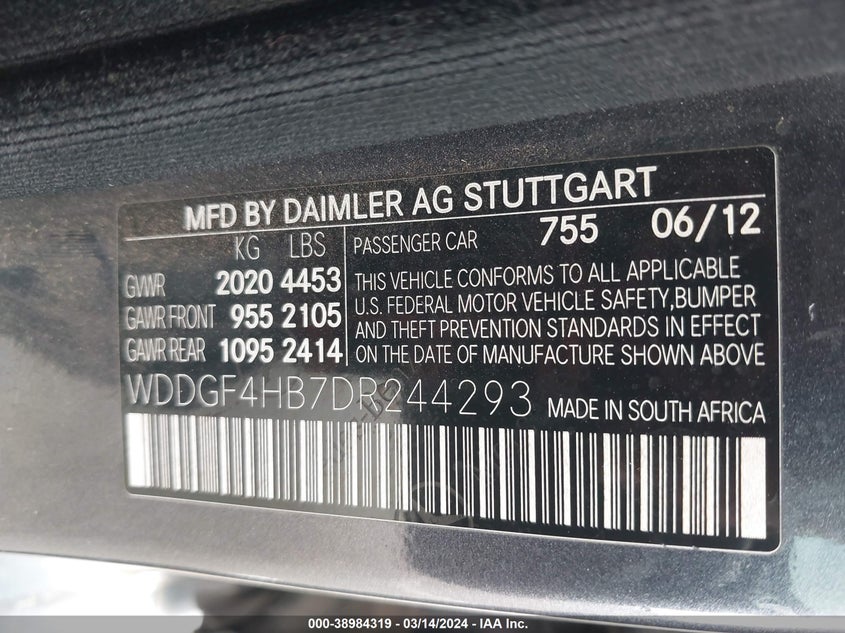 MFD BY DAIMLER AG STUTTGART
KG LBS
GVWR 2020 4453
GAWR FRONT 955 2105
GAWR REAR 1095 2414
PASSENGER CAR 755 06/12
THIS VEHICLE CONFORMS TO ALL APPLICABLE
U.S. FEDERAL MOTOR VEHICLE SAFETY,BUMPER
AND THEFT PREVENTION STANDARDS IN EFFECT
ON THE DATE OF MANUFACTURE SHOWN ABOVE
WDDGF4HB7DR244293 MADE IN SOUTH AFRICA
000-38984319 - 03/14/2024 - IAA Inc.